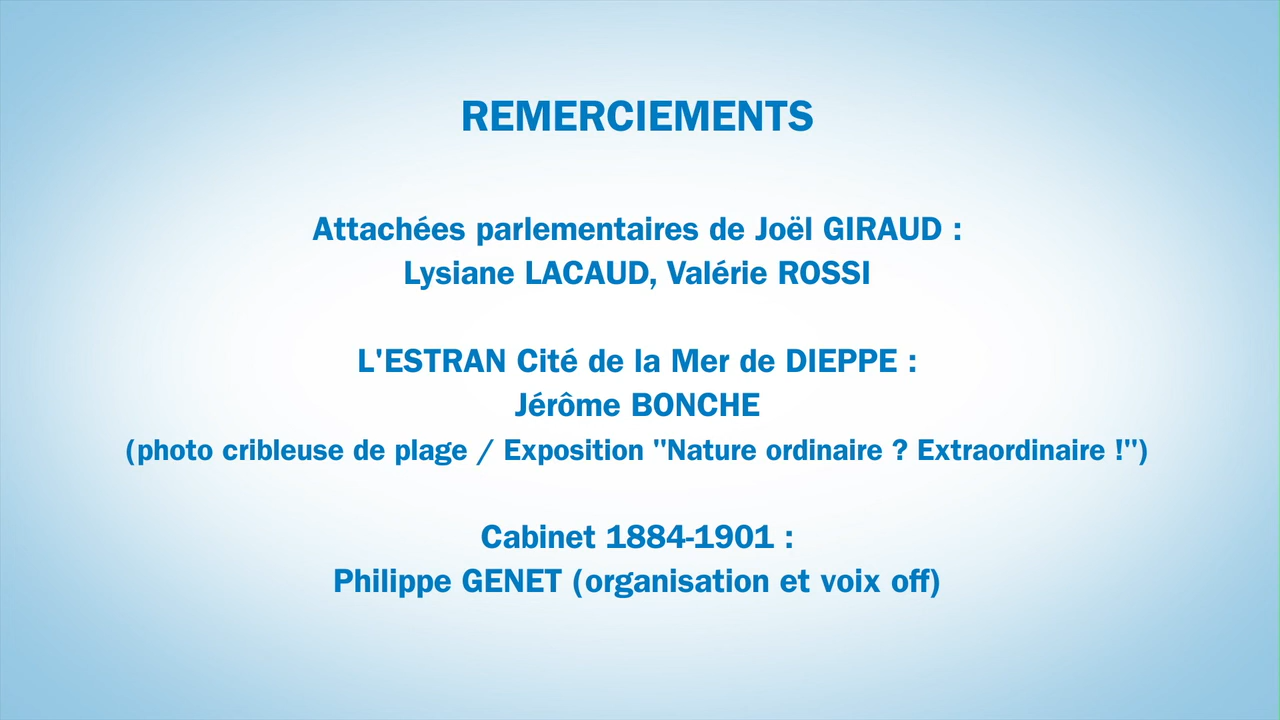 REMERCIEMENTS
Attachées parlementaires de Joël GIRAUD :
Lysiane LACAUD, Valérie ROSSI
L'ESTRAN Cité de la Mer de DIEPPE :
Jérôme BONCHE
(photo cribleuse de plage / Exposition "Nature ordinaire ? Extraordinaire !")
Cabinet 1884-1901 :
Philippe GENET (organisation et voix off)